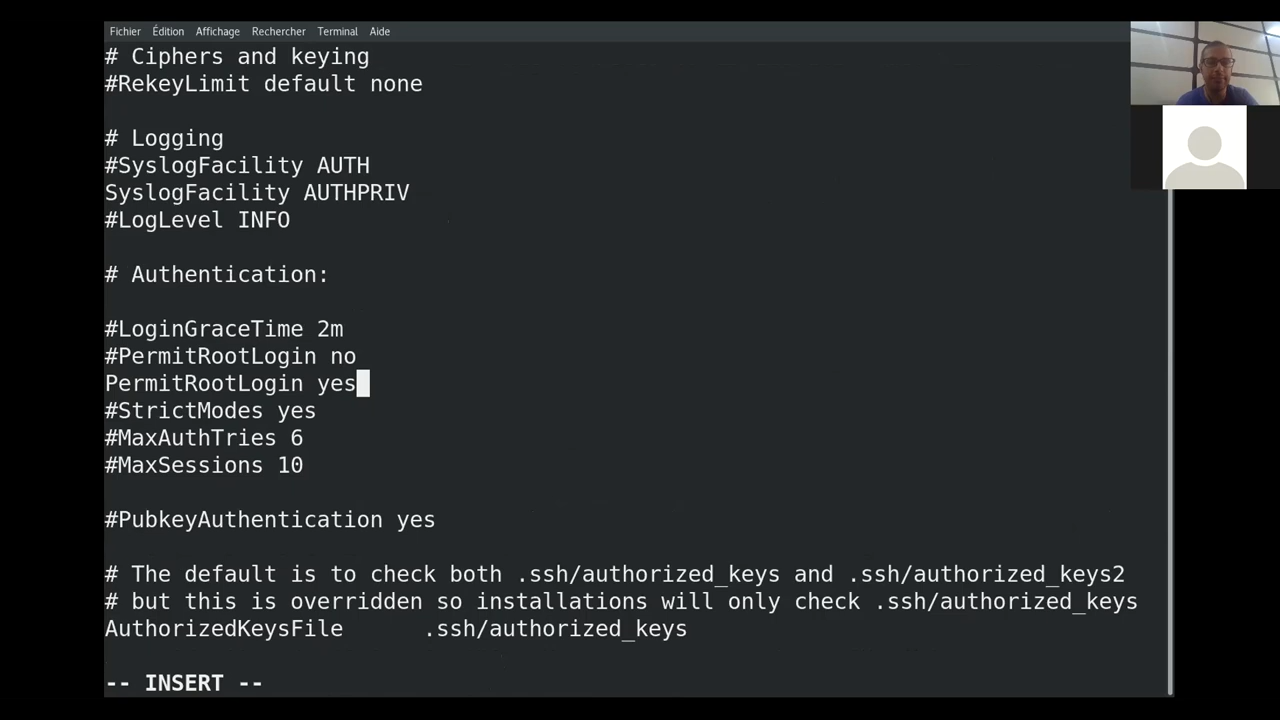 Fichier Édition Affichage Rechercher Terminal Aide
# Ciphers and keying
#RekeyLimit default none
# Logging
#SyslogFacility AUTH
SyslogFacility AUTHPRIV
#LogLevel INFO
# Authentication:
#LoginGraceTime 2m
#PermitRootLogin no
PermitRootLogin yes
#StrictModes yes
#MaxAuthTries 6
#MaxSessions 10
#PubkeyAuthentication yes
# The default is to check both .ssh/authorized_keys and .ssh/authorized_keys2
# but this is overridden so installations will only check .ssh/authorized_keys
AuthorizedKeysFile      .ssh/authorized_keys
-- INSERT --